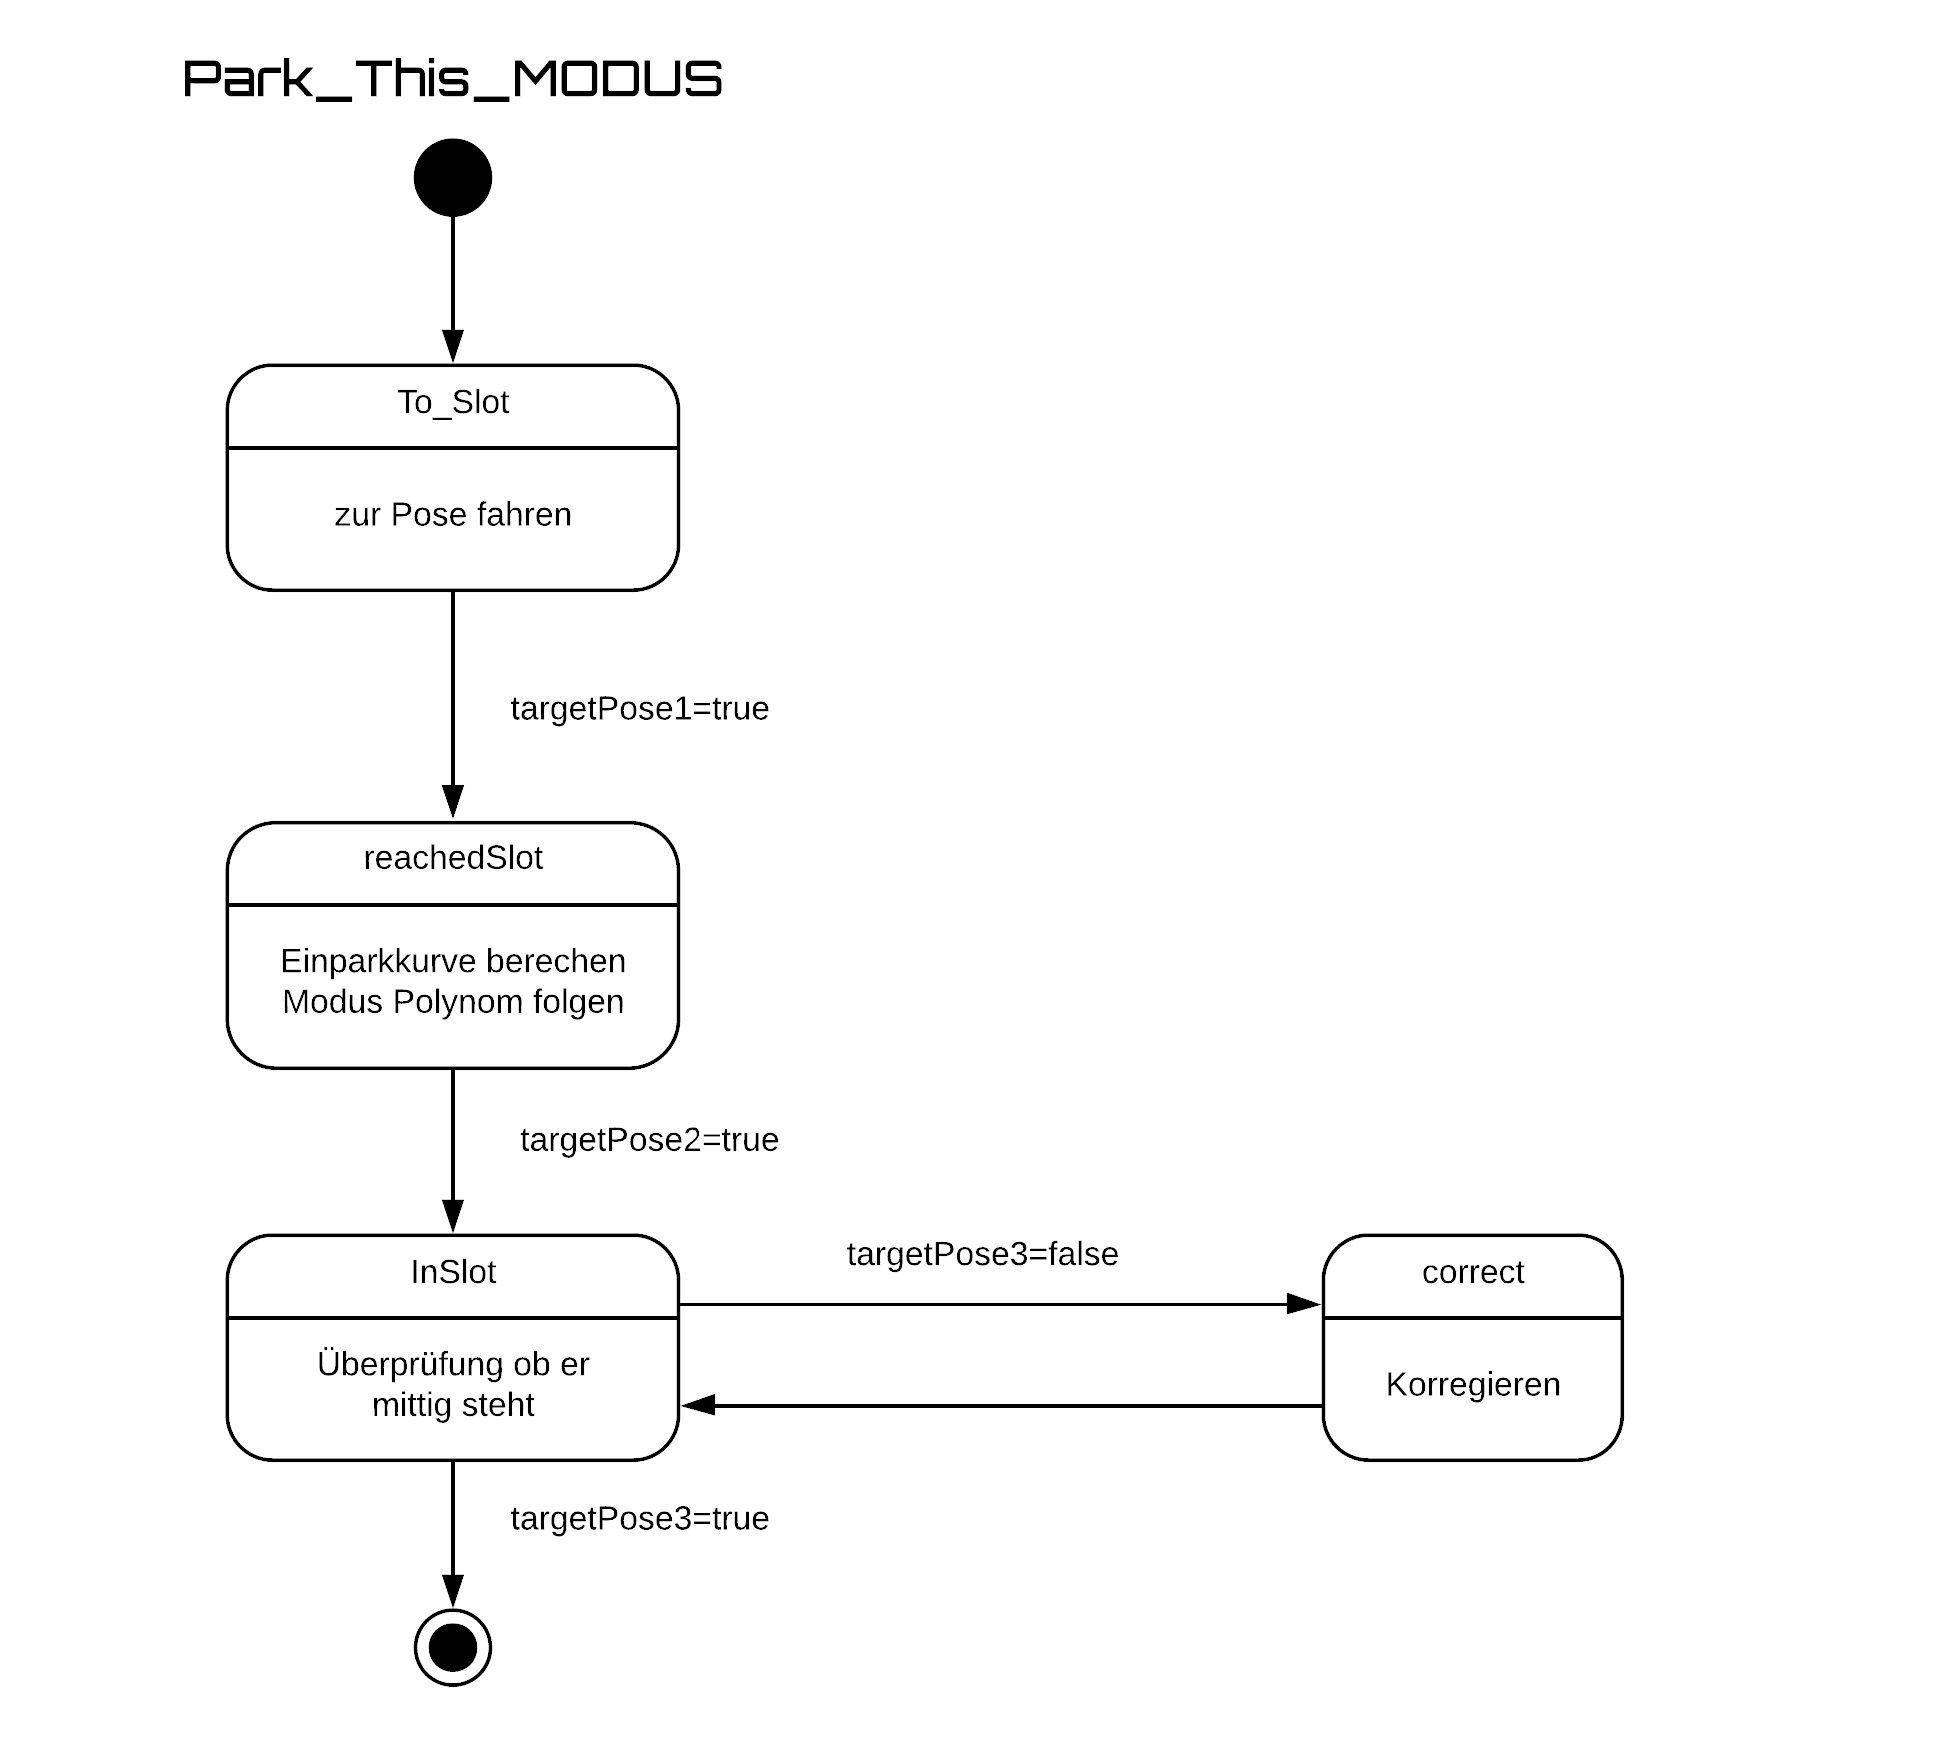 Park_This_MODUS
To_Slot
zur Pose fahren
targetPose1=true
reachedSlot
Einparkkurve berechen
Modus Polynom folgen
targetPose2=true
InSlot
Überprüfung ob er
mittig steht
targetPose3=false
correct
Korregieren
targetPose3=true